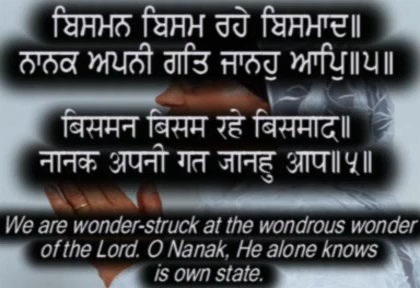 ਬਿਸਮਨ ਬਿਸਮ ਰਹੇ ਬਿਸਮਾਦ॥
ਨਾਨਕ ਅਪਨੀ ਗਤਿ ਜਾਨਹੁ ਆਪਿ॥੫॥
बिसमन बिसम रहे बिसमाद॥
नानक अपनी गत जानहु आप॥५॥
We are wonder-struck at the wondrous wonder
of the Lord. O Nanak, He alone knows
is own state.